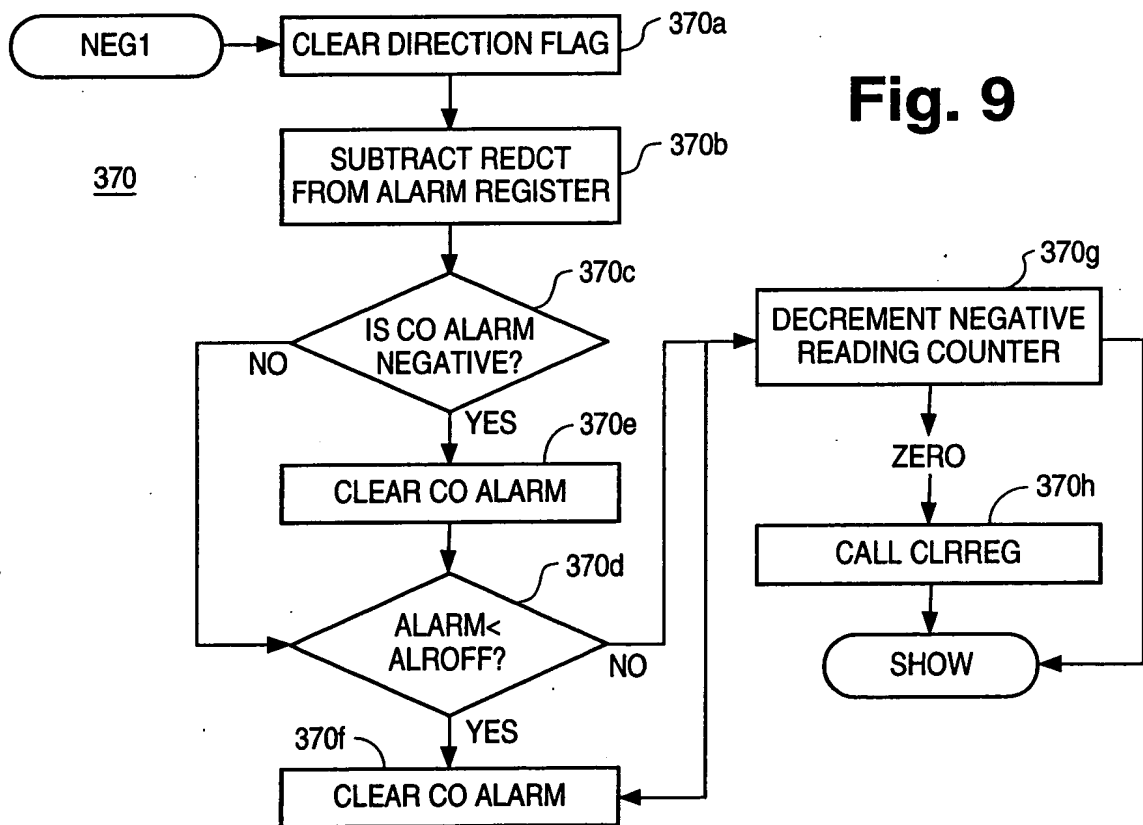 NEG1
CLEAR DIRECTION FLAG
370a
Fig. 9
370
SUBTRACT REDCT
FROM ALARM REGISTER
370b
370c
IS CO ALARM
NEGATIVE?
NO
YES
370e
CLEAR CO ALARM
370d
ALARM<
ALROFF?
NO
YES
370f
CLEAR CO ALARM
370g
DECREMENT NEGATIVE
READING COUNTER
ZERO
370h
CALL CLRREG
SHOW